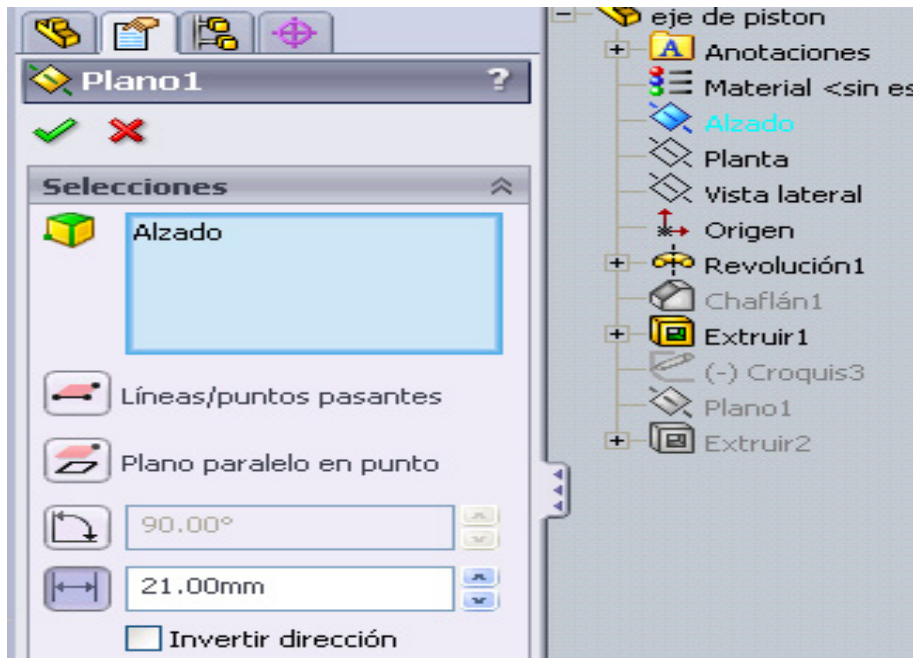 Plano1
?
Selecciones
Alzado
Líneas/puntos pasantes
Plano paralelo en punto
90.00°
21.00mm
Invertir dirección
eje de piston
Anotaciones
Material <sin es
Alzado
Planta
Vista lateral
Origen
Revolución1
Chaflán1
Extruir1
(-) Croquis3
Plano1
Extruir2